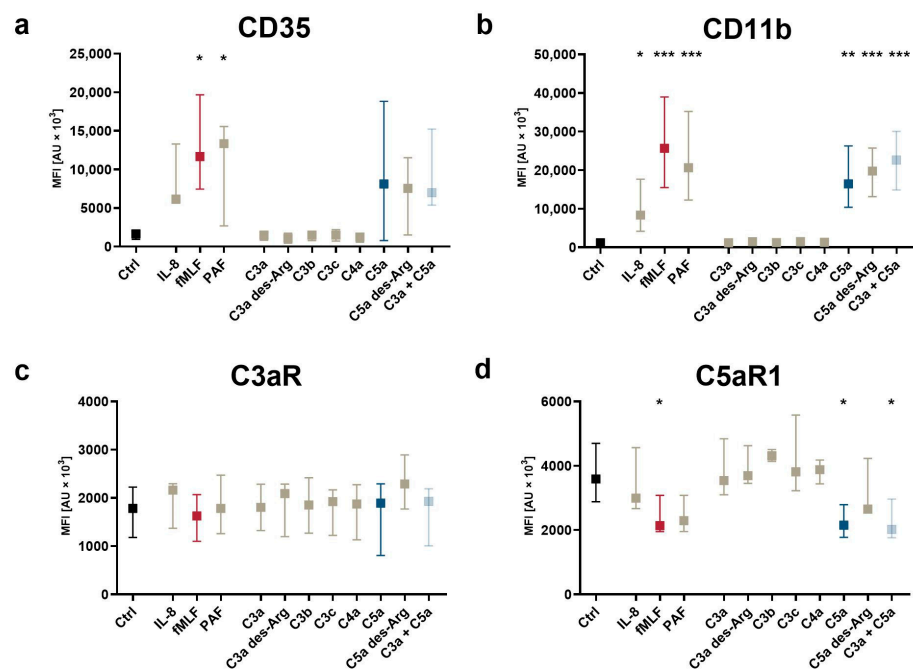 a
CD35
MFI [AU × 10³]
25,000
20,000
15,000
10,000
5000
0
* *
Ctrl
IL-8
fMLF
PAF
C3a
C3a des-Arg
C3b
C3c
C4a
C5a
C5a des-Arg
C3a + C5a
b
CD11b
MFI [AU × 10³]
50,000
40,000
30,000
20,000
10,000
0
* *** *** ** *** ***
Ctrl
IL-8
fMLF
PAF
C3a
C3a des-Arg
C3b
C3c
C4a
C5a
C5a des-Arg
C3a + C5a
c
C3aR
MFI [AU × 10³]
4000
3000
2000
1000
0
Ctrl
IL-8
fMLF
PAF
C3a
C3a des-Arg
C3b
C3c
C4a
C5a
C5a des-Arg
C3a + C5a
d
C5aR1
MFI [AU × 10³]
6000
4000
2000
0
* * *
Ctrl
IL-8
fMLF
PAF
C3a
C3a des-Arg
C3b
C3c
C4a
C5a
C5a des-Arg
C3a + C5a